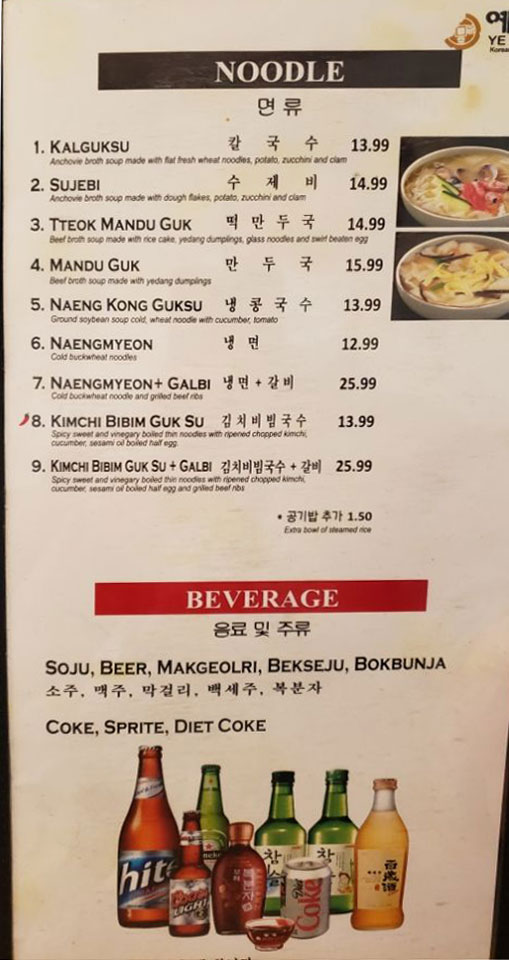 예
YE
Korean
NOODLE
면 류
1. KALGUKSU 칼 국 수 13.99
Anchovie broth soup made with flat fresh wheat noodles, potato, zucchini and clam
2. SUJEBI 수 제 비 14.99
Anchovie broth soup made with dough flakes, potato, zucchini and clam
3. TTEOK MANDU GUK 떡 만 두 국 14.99
Beef broth soup made with rice cake, yedang dumplings, glass noodles and swirl beaten egg
4. MANDU GUK 만 두 국 15.99
Beef broth soup made with yedang dumplings
5. NAENG KONG GUKSU 냉 콩 국 수 13.99
Ground soybean soup cold, wheat noodle with cucumber, tomato
6. NAENGMYEON 냉 면 12.99
Cold buckwheat noodles
7. NAENGMYEON+ GALBI 냉 면 + 갈 비 25.99
Cold buckwheat noodle and grilled beef ribs
8. KIMCHI BIBIM GUK SU 김 치 비 빔 국 수 13.99
Spicy sweet and vinegary boiled thin noodles with ripened chopped kimchi,
cucumber, sesami oil boiled half egg.
9. KIMCHI BIBIM GUK SU + GALBI 김치비빔국수 + 갈비 25.99
Spicy sweet and vinegary boiled thin noodles with ripened chopped kimchi,
cucumber, sesami oil boiled half egg and grilled beef ribs
* 공기밥 추가 1.50
Extra bowl of steamed rice
BEVERAGE
음료 및 주류
SOJU, BEER, MAKGEOLRI, BEKSEJU, BOKBUNJA
소주, 맥주, 막걸리, 백세주, 복분자
COKE, SPRITE, DIET COKE
hite
Heineken
COORS LIGHT
복분자
참
슬
참
Diet Coke
百歲酒